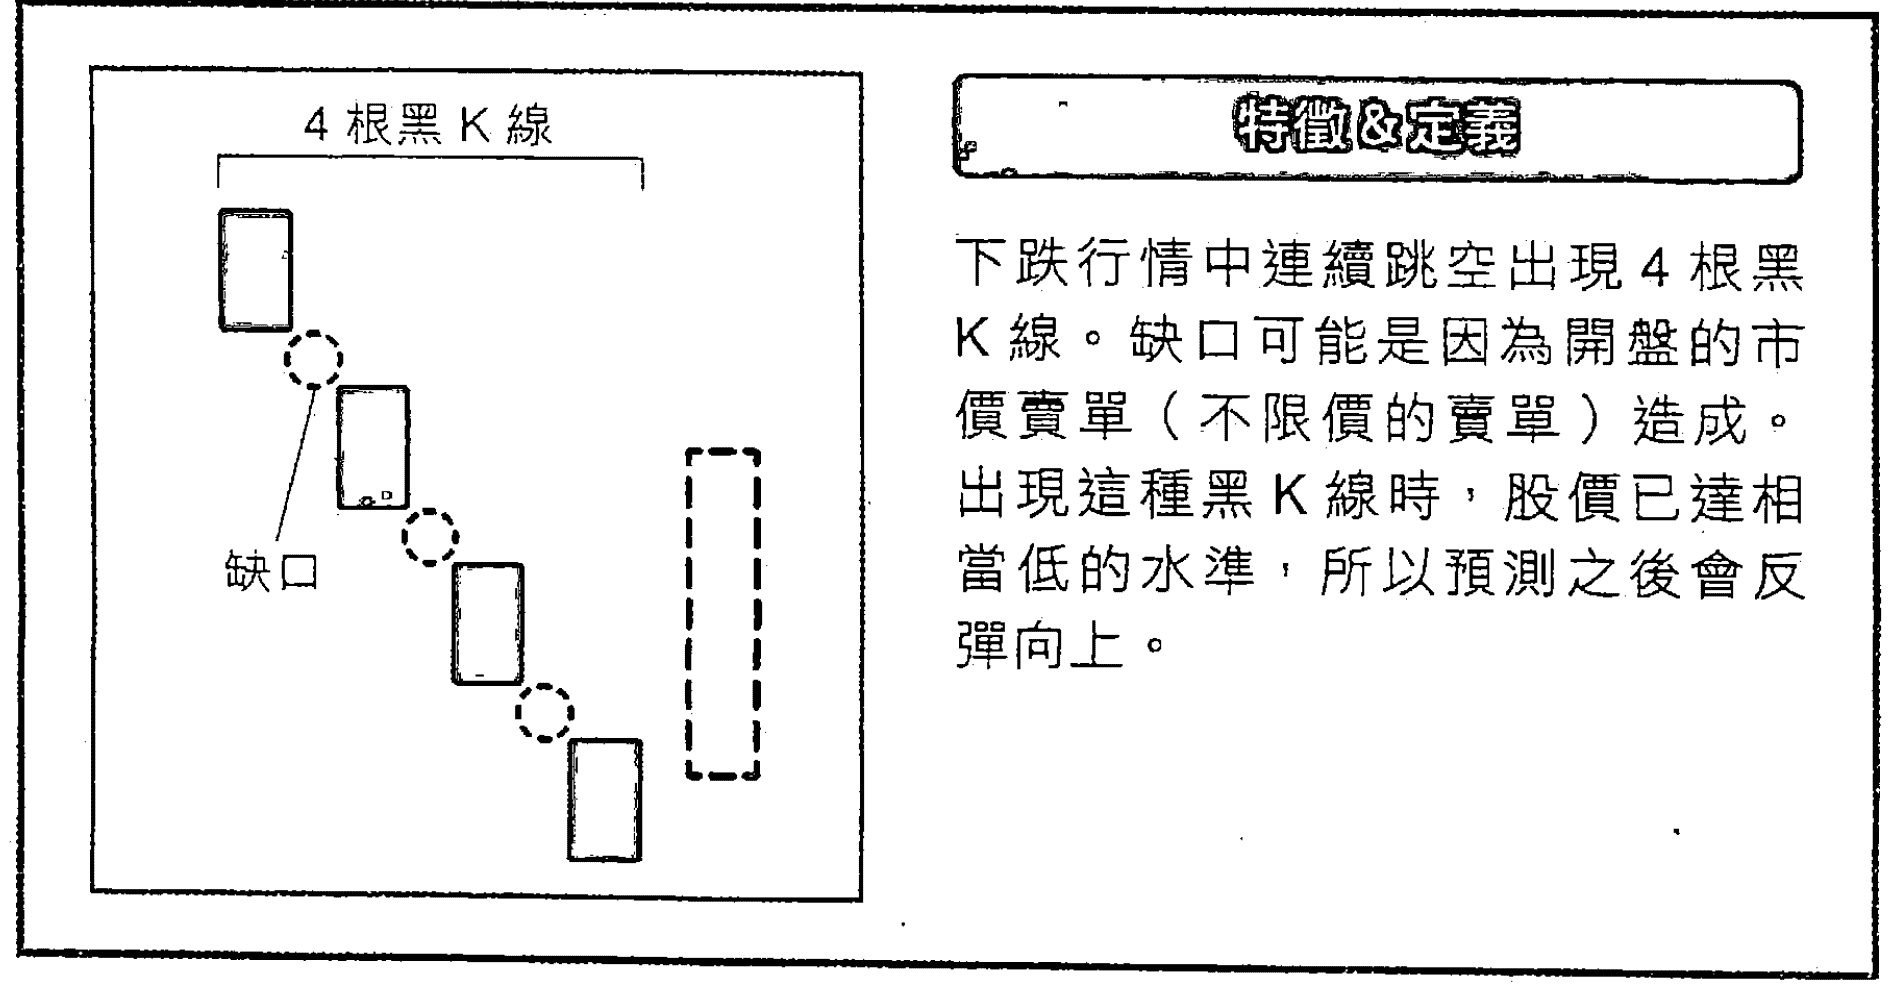 4 根黑 K 線
缺口
特徵&定義
下跌行情中連續跳空出現 4 根黑
K 線。缺口可能是因為開盤的市
價賣單（不限價的賣單）造成。
出現這種黑 K 線時，股價已達相
當低的水準，所以預測之後會反
彈向上。